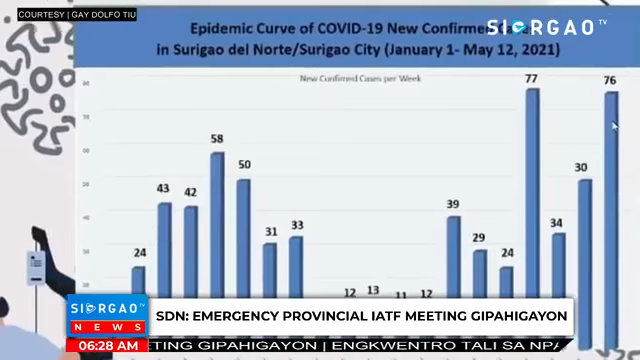 COURTESY | GAY DOLFO TIU
SIARGAO TV
Epidemic Curve of COVID-19 New Confirmed
in Surigao del Norte/Surigao City (January 1- May 12, 2021)
New Confirmed Cases per Week
77
76
58
50
43
42
39
34
33
31
30
29
24
24
12
13
11
12
SIARGAO
NEWS
SDN: EMERGENCY PROVINCIAL IATF MEETING GIPAHIGAYON
06:28 AM
ETING GIPAHIGAYON | ENGKWENTRO TALI SA NPA